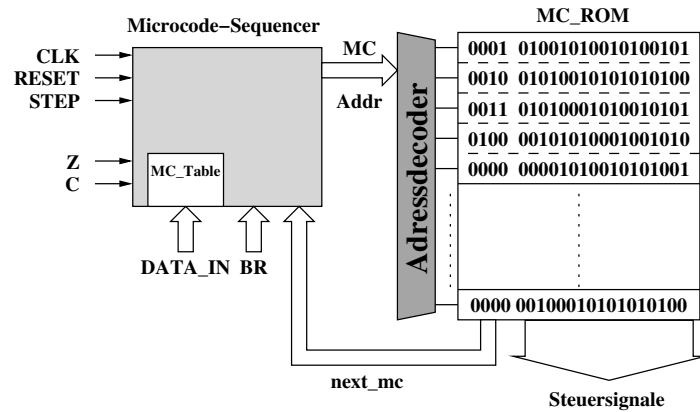 Microcode-Sequencer
MC_ROM
CLK
RESET
STEP
Z
C
MC_Table
DATA_IN
BR
MC
Addr
Adressdecoder
0001 01001010010100101
0010 01010010101010100
0011 01010001010010101
0100 00101010001001010
0000 00001010010101001
0000 00100010101010100
next_mc
Steuersignale